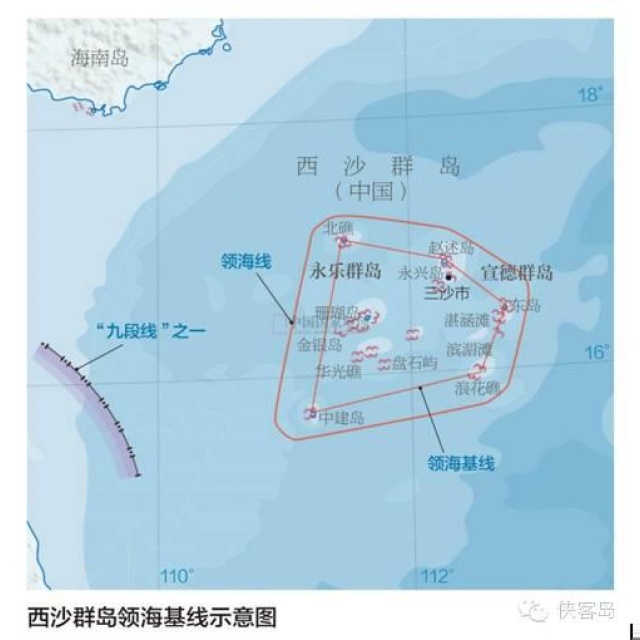 海南岛
18°
西沙群岛
（中国）
北礁
赵述岛
领海线
永乐群岛
永兴岛
宣德群岛
三沙市
东岛
珊瑚岛
湛涵滩
"九段线"之一
金银岛
滨湄滩
16°
华光礁
盘石屿
浪花礁
中建岛
领海基线
110°
112°
西沙群岛领海基线示意图
侠客岛